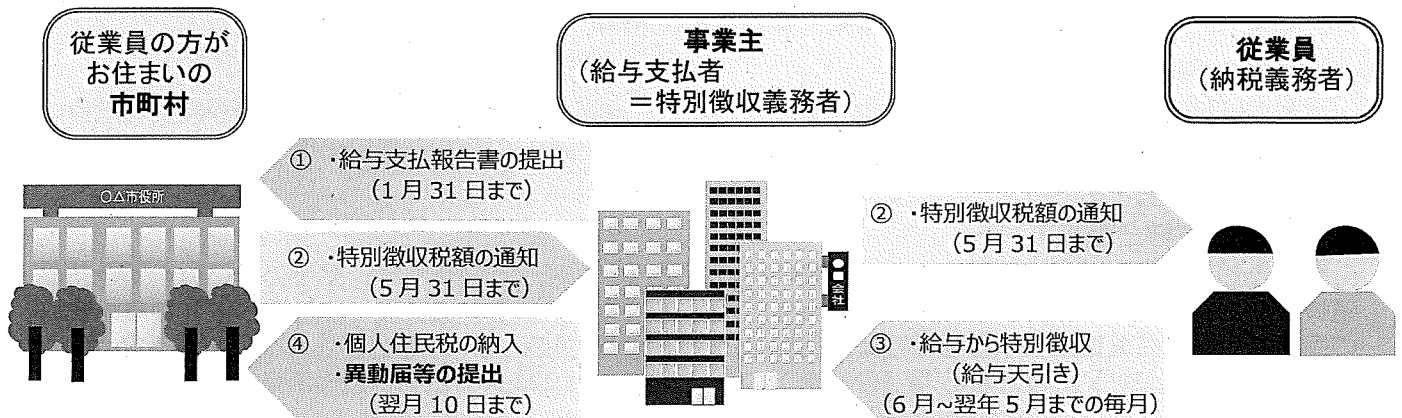 従業員の方が
お住まいの
市町村
事業主
(給与支払者
＝特別徴収義務者)
従業員
(納税義務者)
① ・給与支払報告書の提出
(1月31日まで)
② ・特別徴収税額の通知
(5月31日まで)
④ ・個人住民税の納入
・異動届等の提出
(翌月10日まで)
② ・特別徴収税額の通知
(5月31日まで)
③ ・給与から特別徴収
(給与天引き)
(6月~翌年5月までの毎月)
○△市役所
●■会社